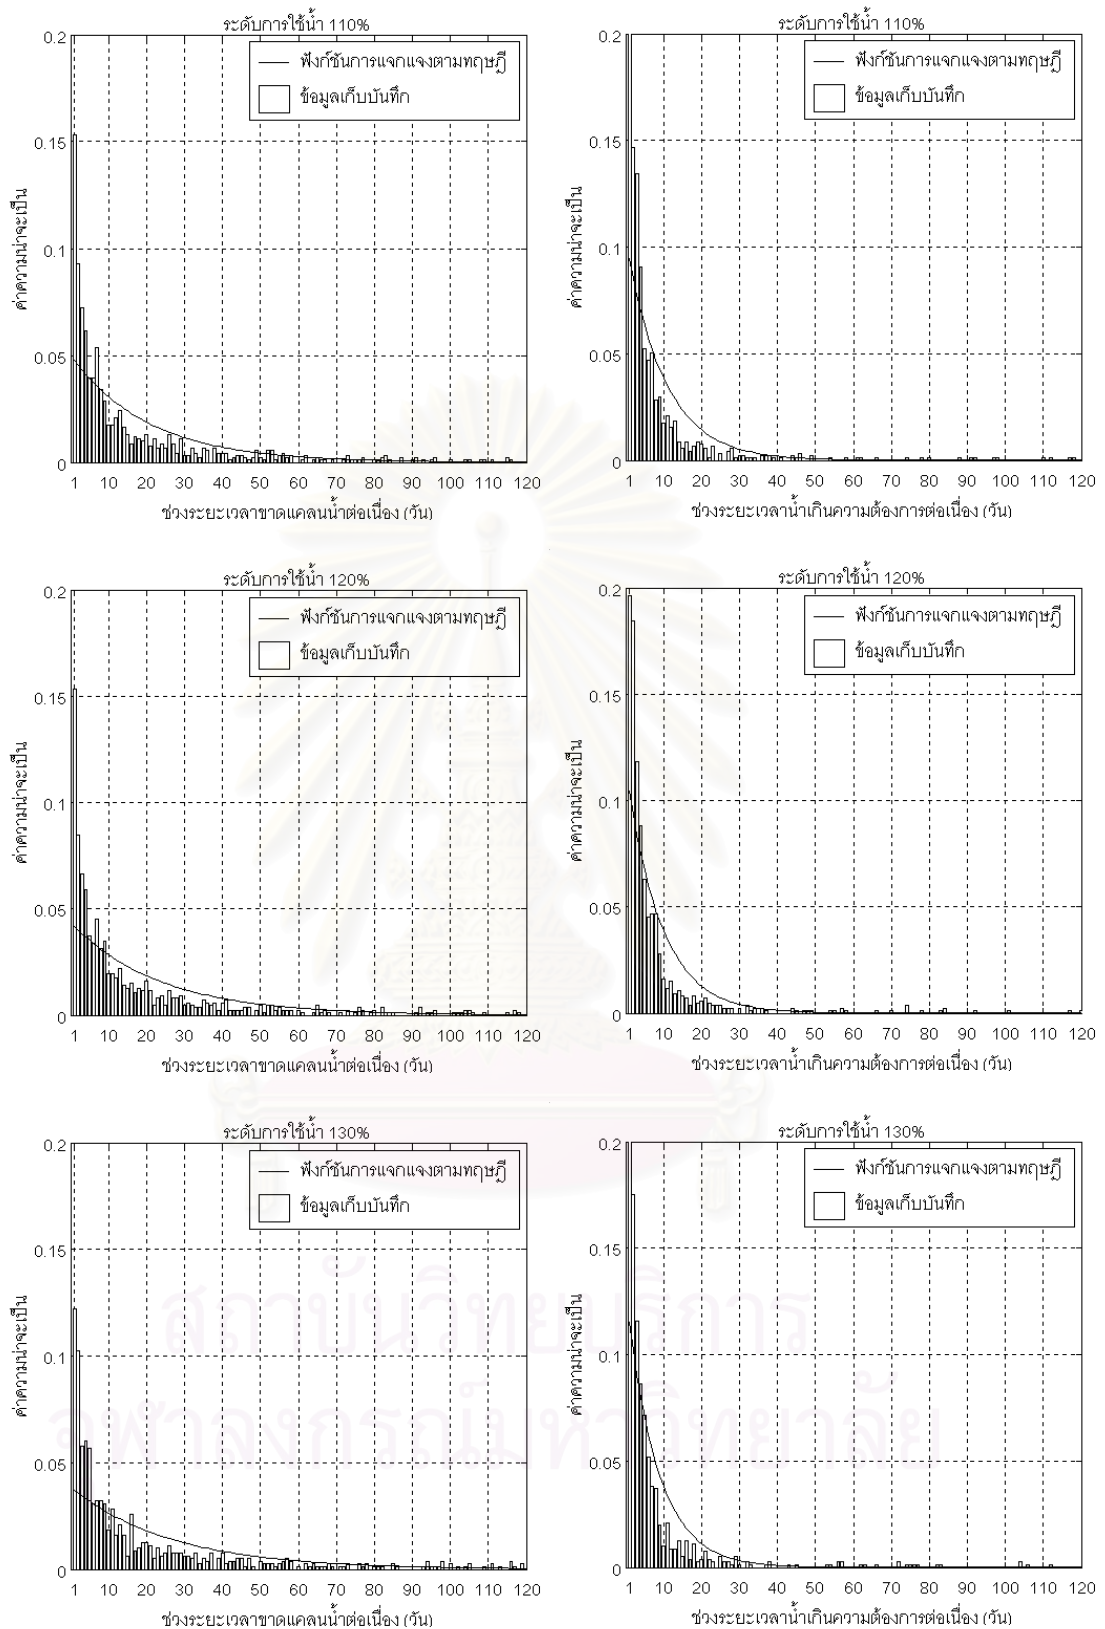 ระดับการใช้น้ำ 110%
ฟังก์ชันการแจกแจงตามทฤษฎี
ข้อมูลเก็บบันทึก
ค่าความน่าจะเป็น
0.2
0.15
0.1
0.05
0
1 10 20 30 40 50 60 70 80 90 100 110 120
ช่วงระยะเวลาขาดแคลนน้ำต่อเนื่อง (วัน)
ระดับการใช้น้ำ 110%
ฟังก์ชันการแจกแจงตามทฤษฎี
ข้อมูลเก็บบันทึก
ค่าความน่าจะเป็น
0.2
0.15
0.1
0.05
0
1 10 20 30 40 50 60 70 80 90 100 110 120
ช่วงระยะเวลาน้ำเกินความต้องการต่อเนื่อง (วัน)
ระดับการใช้น้ำ 120%
ฟังก์ชันการแจกแจงตามทฤษฎี
ข้อมูลเก็บบันทึก
ค่าความน่าจะเป็น
0.2
0.15
0.1
0.05
0
1 10 20 30 40 50 60 70 80 90 100 110 120
ช่วงระยะเวลาขาดแคลนน้ำต่อเนื่อง (วัน)
ระดับการใช้น้ำ 120%
ฟังก์ชันการแจกแจงตามทฤษฎี
ข้อมูลเก็บบันทึก
ค่าความน่าจะเป็น
0.2
0.15
0.1
0.05
0
1 10 20 30 40 50 60 70 80 90 100 110 120
ช่วงระยะเวลาน้ำเกินความต้องการต่อเนื่อง (วัน)
ระดับการใช้น้ำ 130%
ฟังก์ชันการแจกแจงตามทฤษฎี
ข้อมูลเก็บบันทึก
ค่าความน่าจะเป็น
0.2
0.15
0.1
0.05
0
1 10 20 30 40 50 60 70 80 90 100 110 120
ช่วงระยะเวลาขาดแคลนน้ำต่อเนื่อง (วัน)
ระดับการใช้น้ำ 130%
ฟังก์ชันการแจกแจงตามทฤษฎี
ข้อมูลเก็บบันทึก
ค่าความน่าจะเป็น
0.2
0.15
0.1
0.05
0
1 10 20 30 40 50 60 70 80 90 100 110 120
ช่วงระยะเวลาน้ำเกินความต้องการต่อเนื่อง (วัน)
สถาบันวิทยบริการ
จุฬาลงกรณ์มหาวิทยาลัย